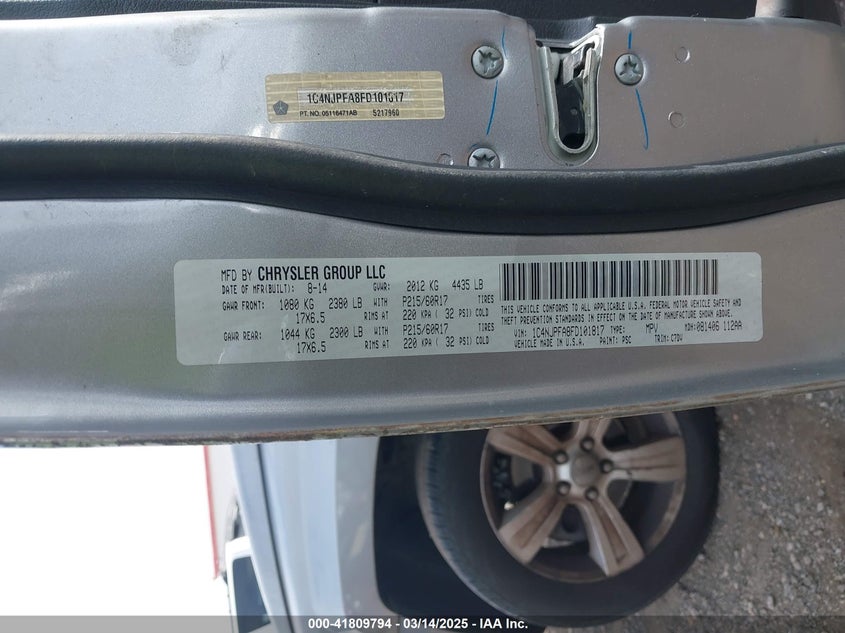 1C4NJPFA8FD101817
PT. NO. 05116471AB 5217960
MFD BY CHRYSLER GROUP LLC
DATE OF MFR(BUILT): 8-14 GVWR: 2012 KG 4435 LB
GAWR FRONT: 1080 KG 2380 LB WITH P215/60R17 TIRES
17X6.5 RIMS AT 220 KPA ( 32 PSI) COLD
GAWR REAR: 1044 KG 2300 LB WITH P215/60R17 TIRES
17X6.5 RIMS AT 220 KPA ( 32 PSI) COLD
THIS VEHICLE CONFORMS TO ALL APPLICABLE U.S.A. FEDERAL MOTOR VEHICLE SAFETY AND
THEFT PREVENTION STANDARDS IN EFFECT ON THE DATE OF MANUFACTURE SHOWN ABOVE.
VIN: 1C4NJPFA8FD101817 TYPE: MPV MDH: 081406 112AA
VEHICLE MADE IN U.S.A. PAINT: PSC TRIM: C7DV
000-41809794 — 03/14/2025 — IAA Inc.